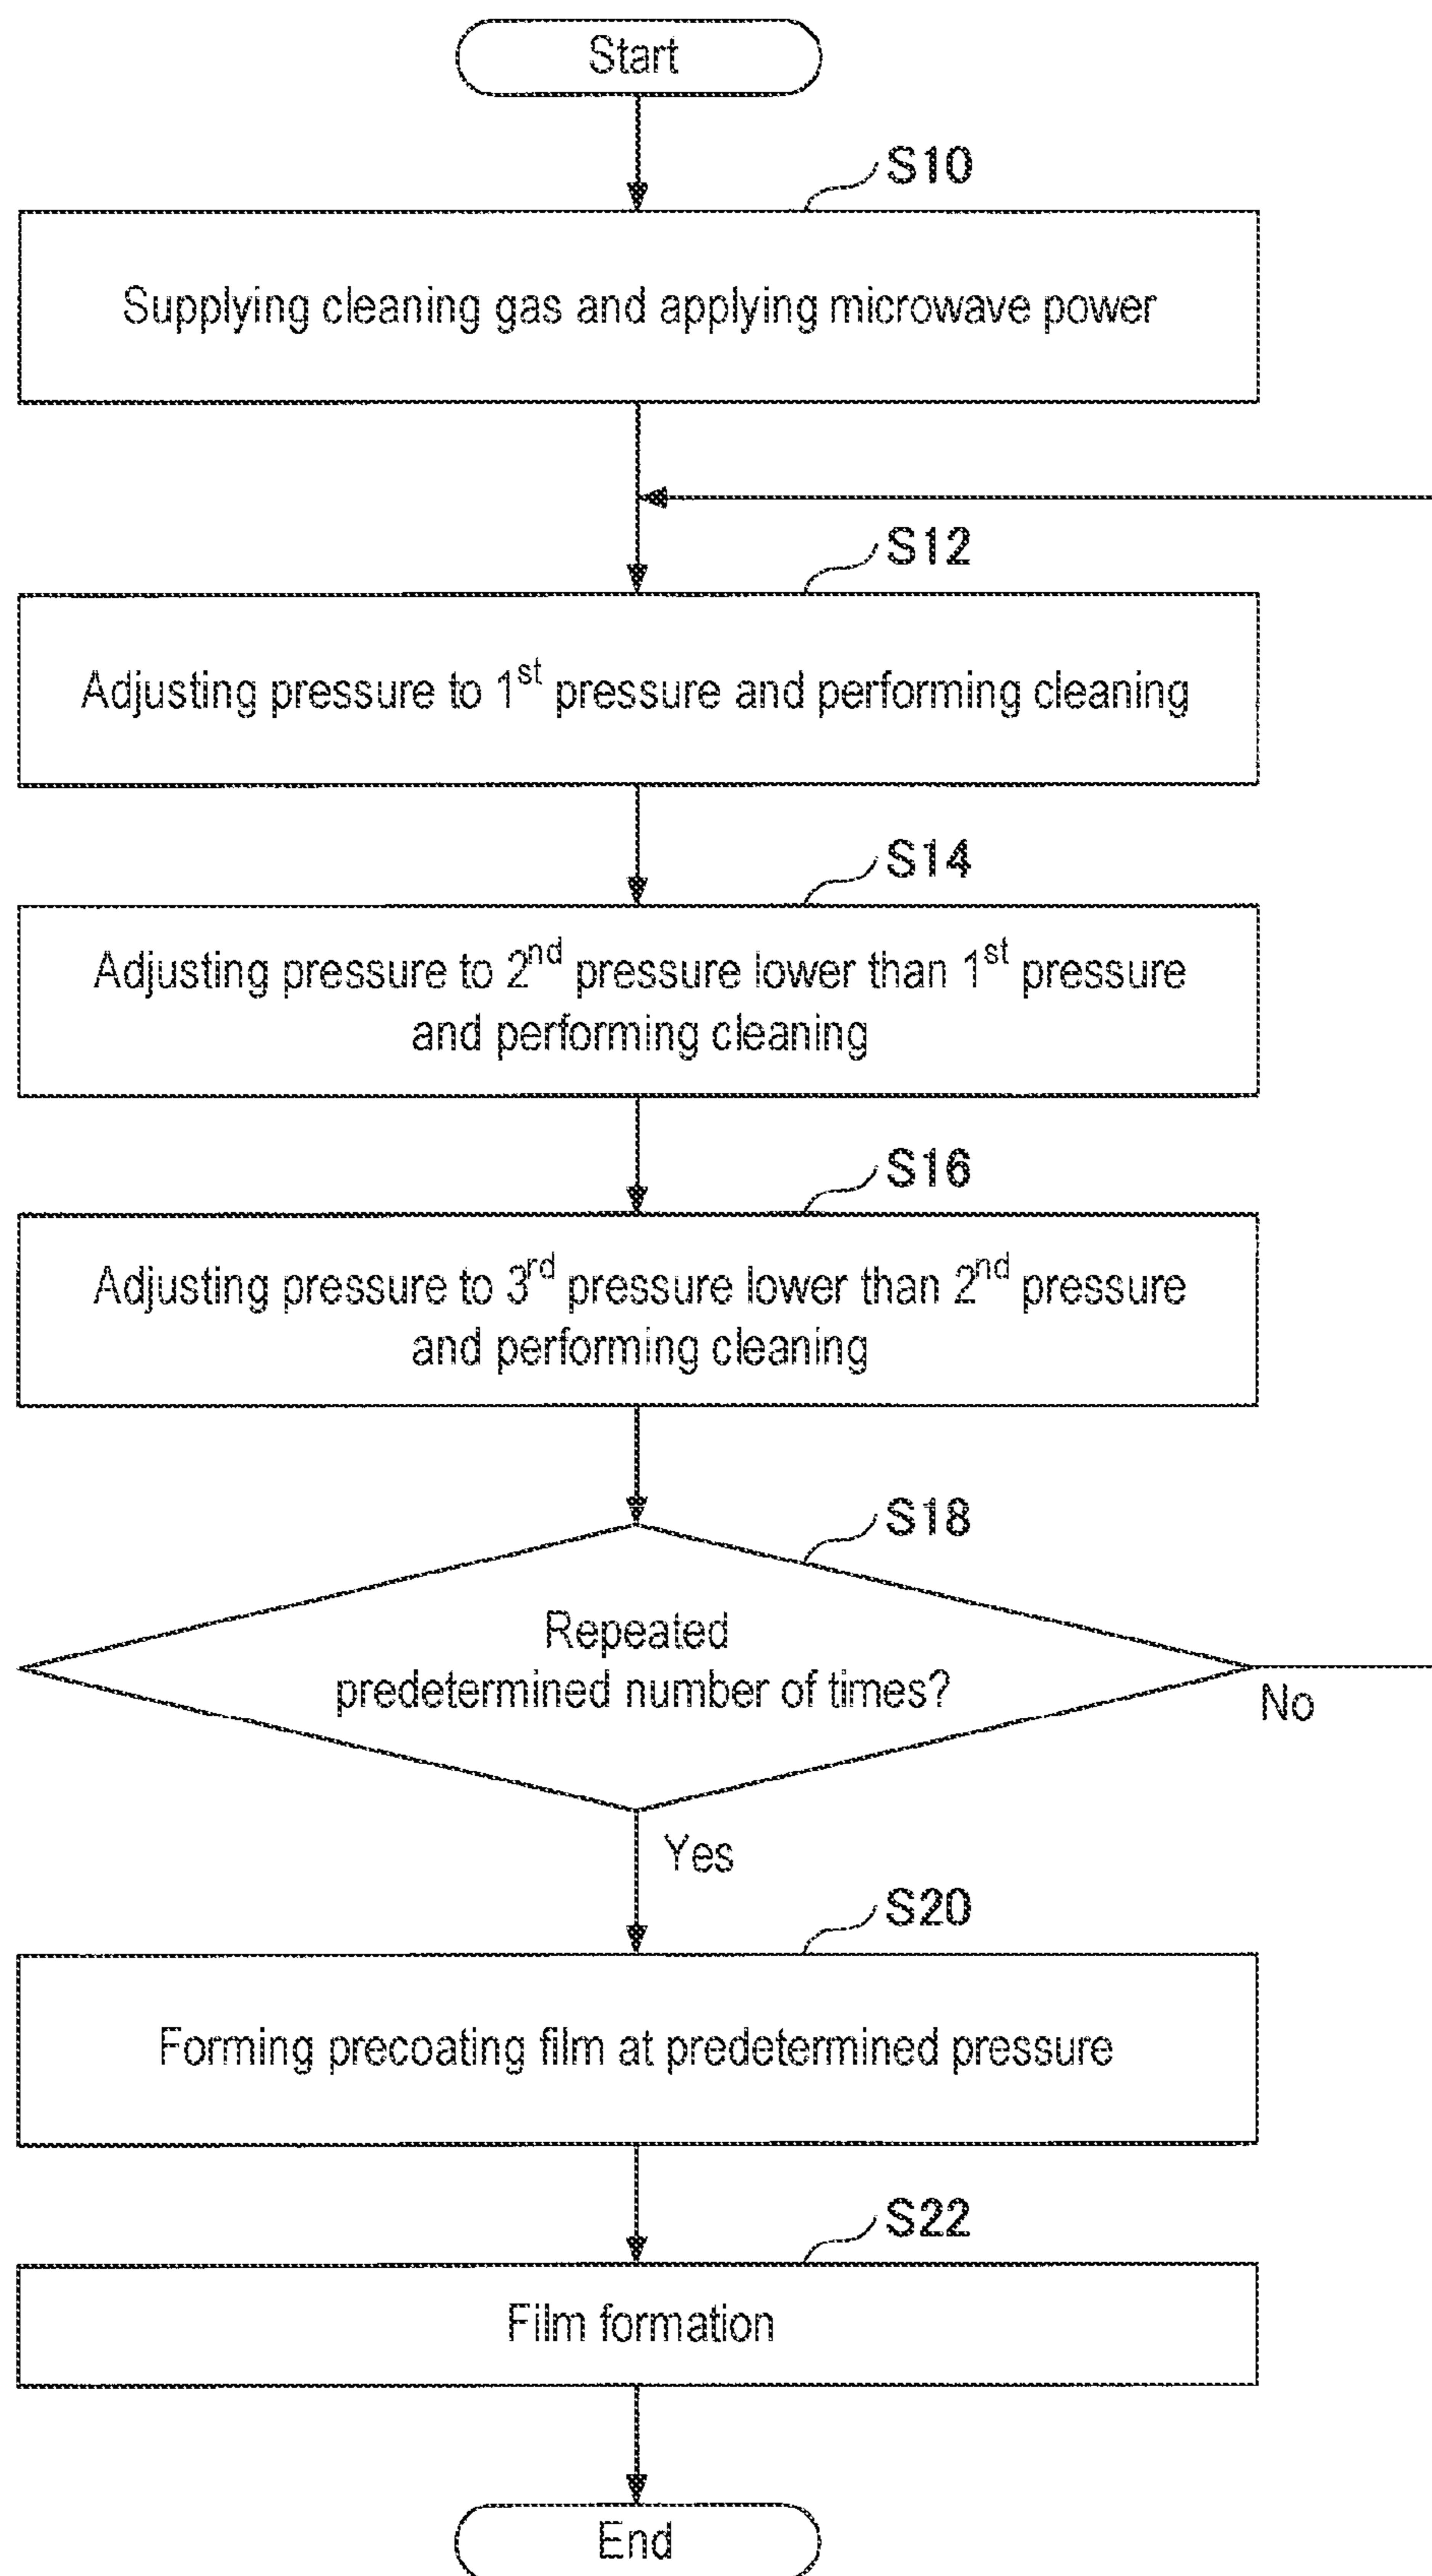 Start
S10
Supplying cleaning gas and applying microwave power
S12
Adjusting pressure to 1st pressure and performing cleaning
S14
Adjusting pressure to 2nd pressure lower than 1st pressure
and performing cleaning
S16
Adjusting pressure to 3rd pressure lower than 2nd pressure
and performing cleaning
S18
Repeated
predetermined number of times?
No
Yes
S20
Forming precoating film at predetermined pressure
S22
Film formation
End